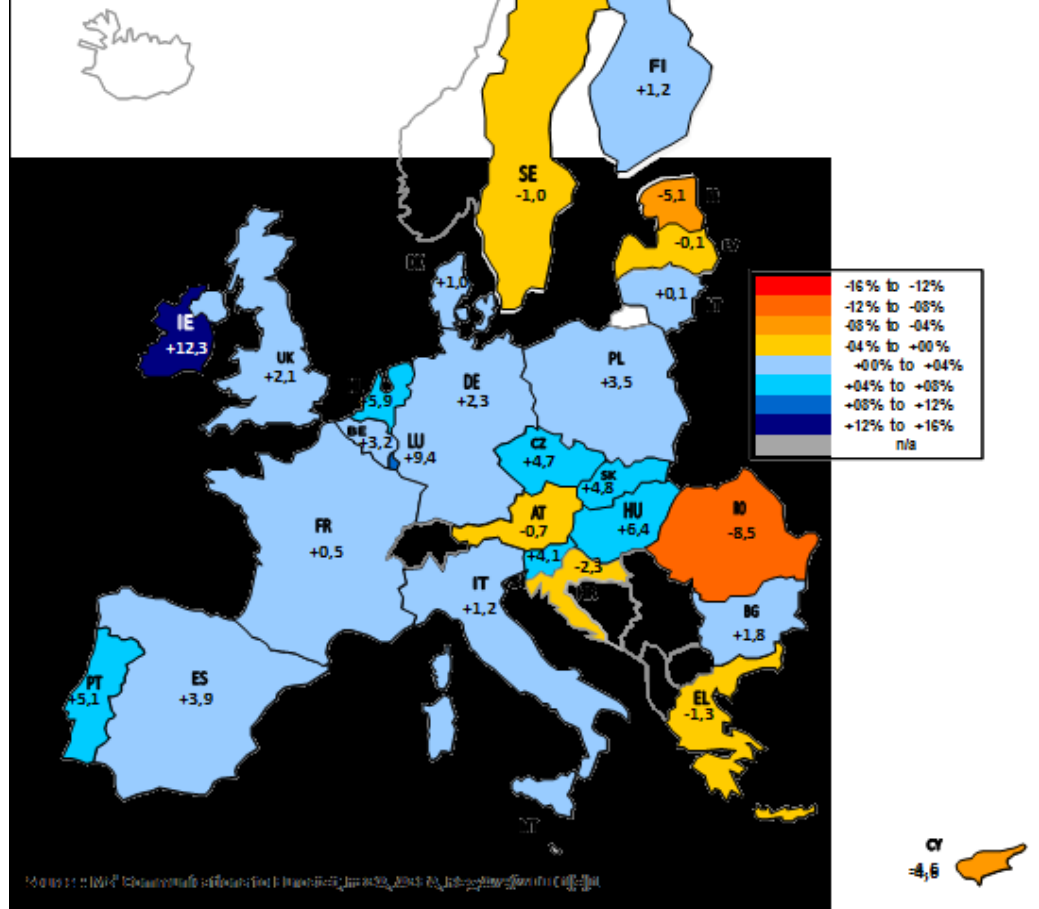 FI
+1,2
SE
-1,0
-5,1
-0,1
+1,0
+0,1
IE
+12,3
UK
+2,1
+5,9
DE
+2,3
PL
+3,5
BE
+3,2
LU
+9,4
CZ
+4,7
SK
+4,8
AT
-0,7
HU
+6,4
-8,5
FR
+0,5
+4,1
-2,3
IT
+1,2
BG
+1,8
PT
+5,1
ES
+3,9
EL
-1,3
CY
-16% to -12%
-12% to -08%
-08% to -04%
-04% to +00%
+00% to +04%
+04% to +08%
+08% to +12%
+12% to +16%
n/a